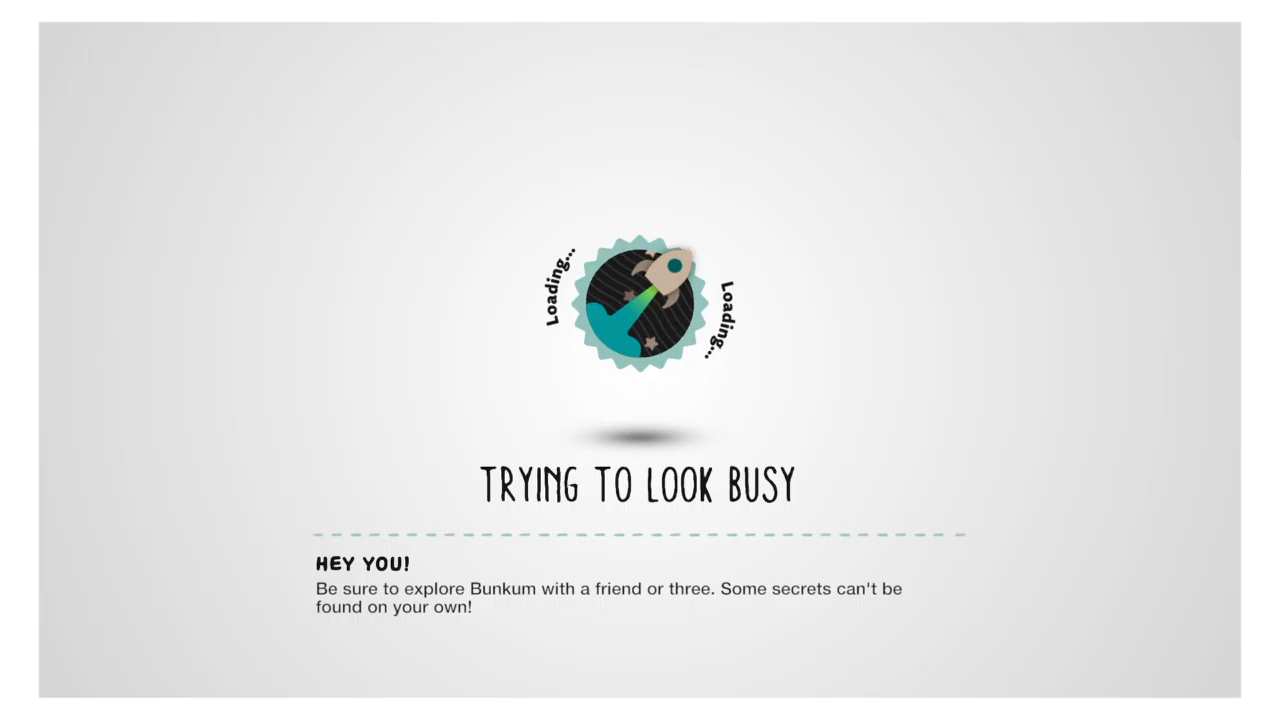 Loading...
Loading...
TRYING TO LOOK BUSY
HEY YOU!
Be sure to explore Bunkum with a friend or three. Some secrets can't be
found on your own!